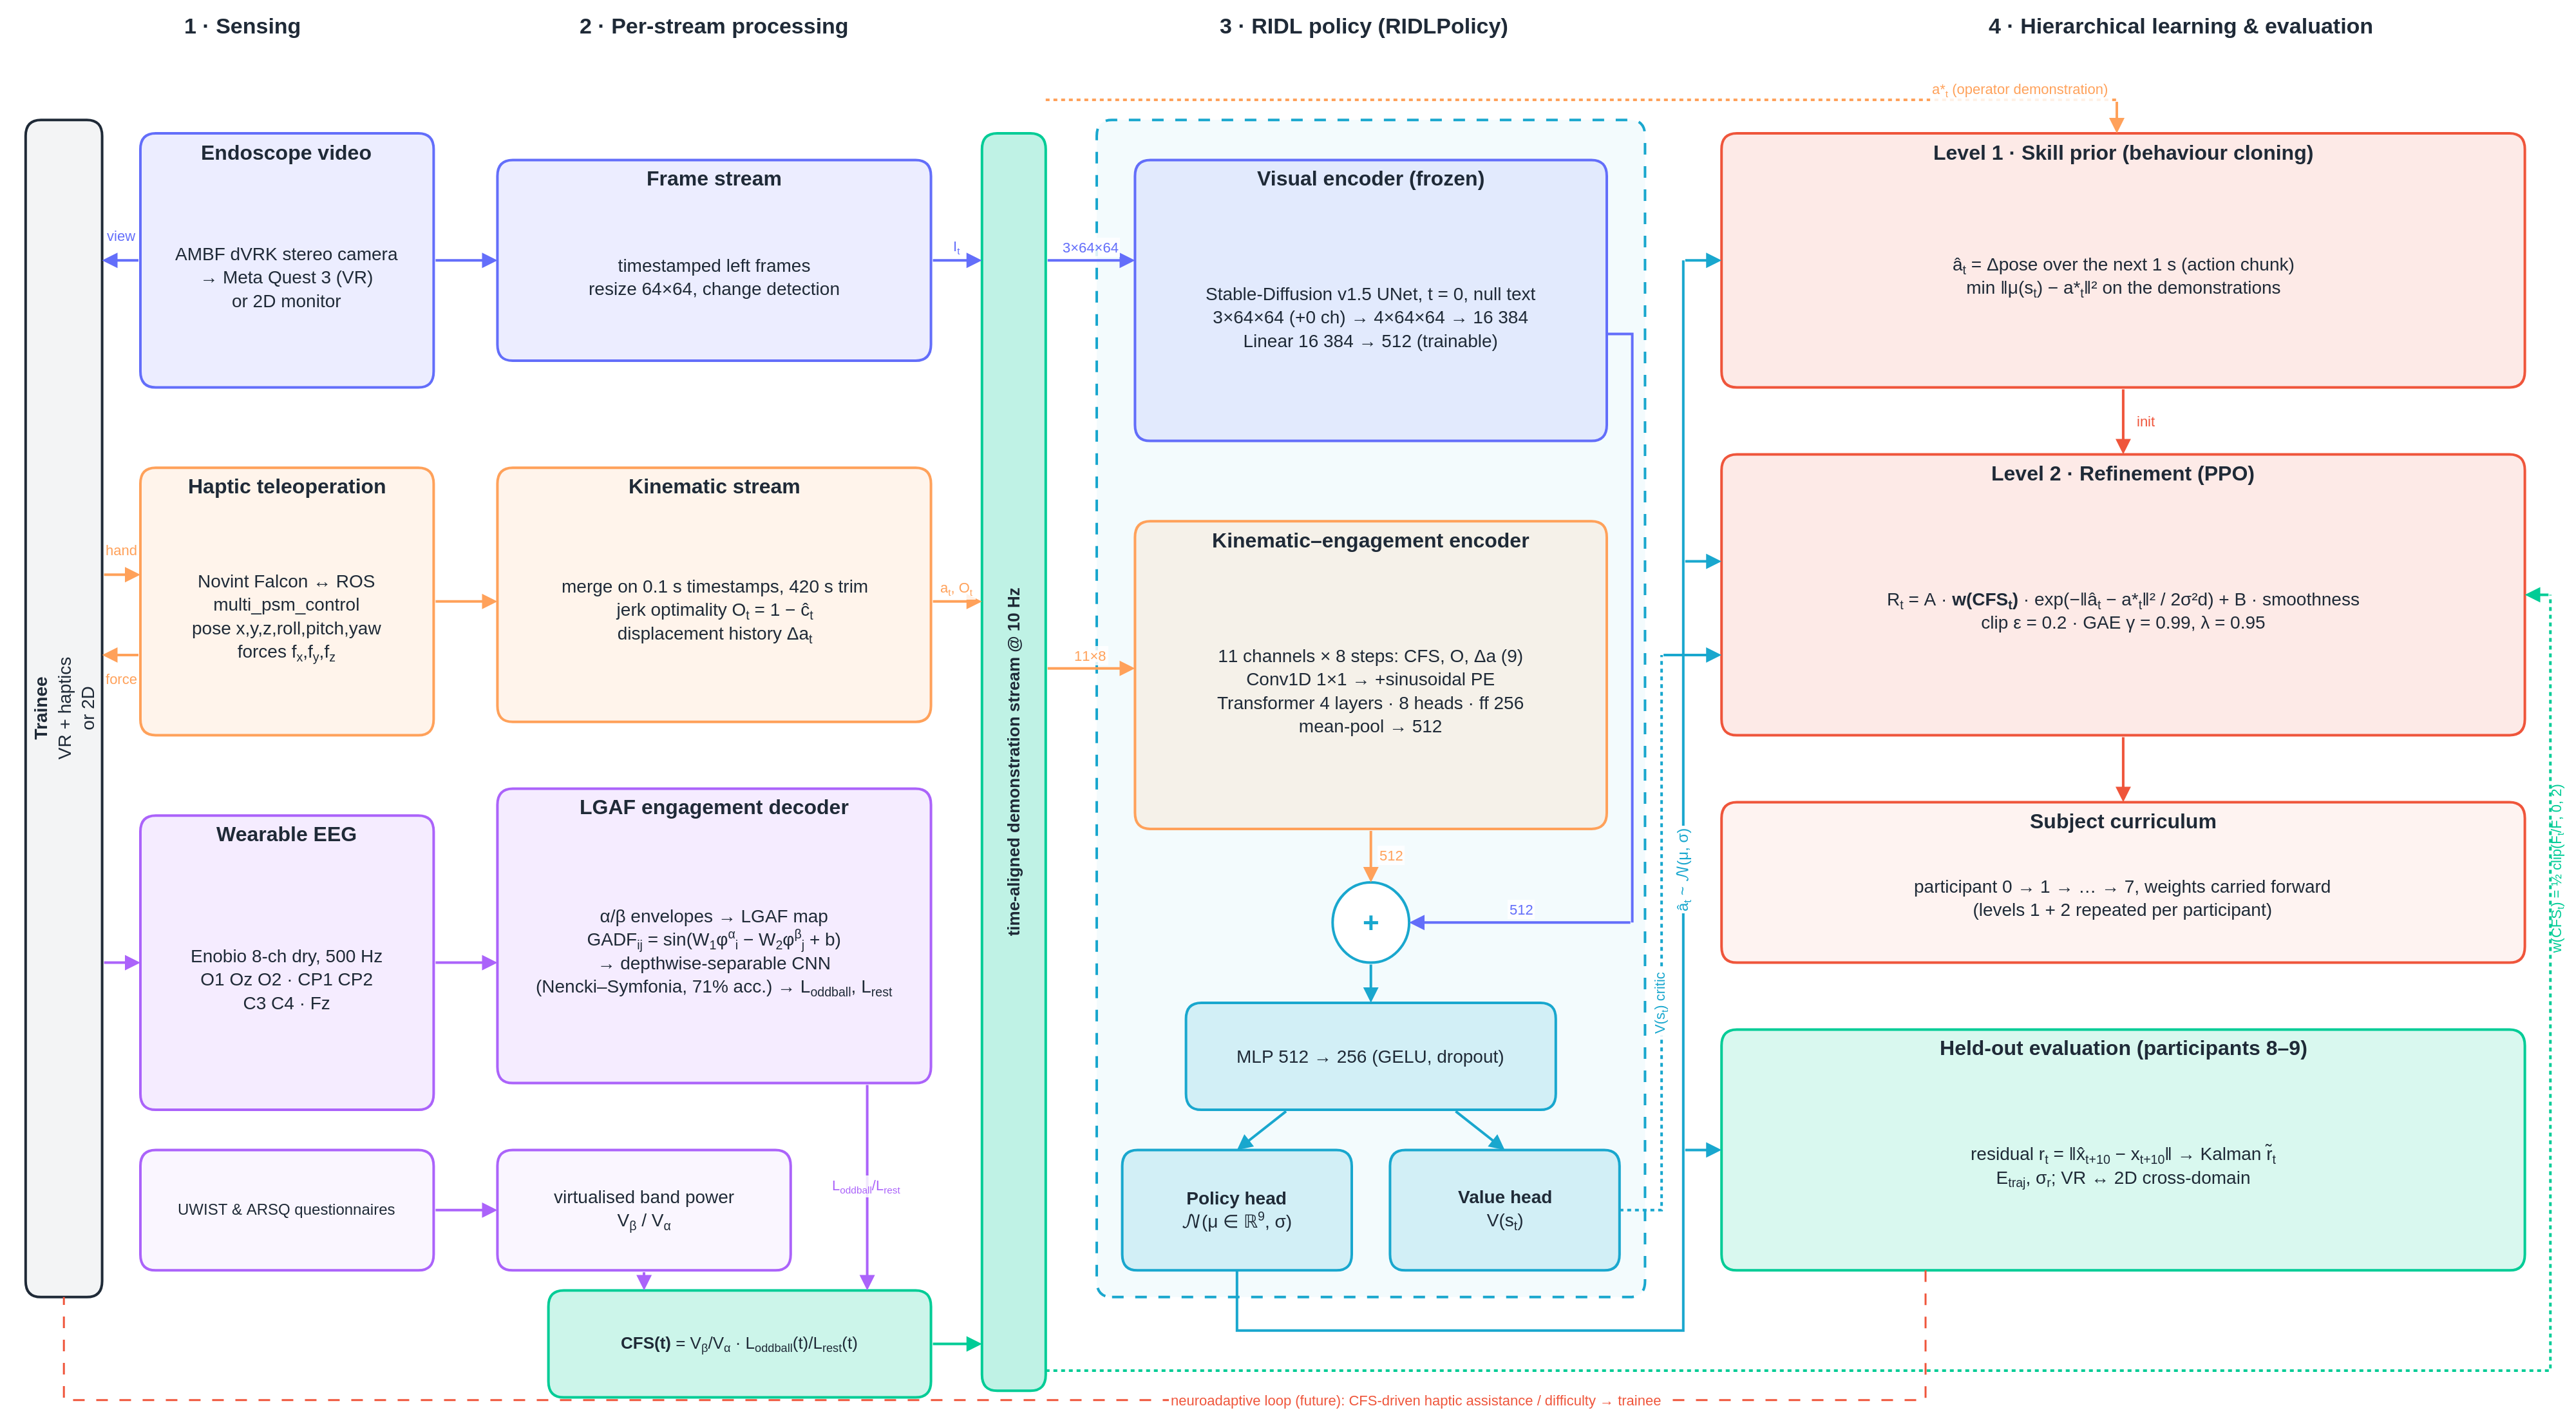 1 · Sensing
2 · Per-stream processing
3 · RIDL policy (RIDLPolicy)
4 · Hierarchical learning & evaluation
a*t (operator demonstration)
Trainee
VR + haptics
or 2D
view
hand
force
Endoscope video
AMBF dVRK stereo camera
→ Meta Quest 3 (VR)
or 2D monitor
Haptic teleoperation
Novint Falcon ↔ ROS
multi_psm_control
pose x,y,z,roll,pitch,yaw
forces fx,fy,fz
Wearable EEG
Enobio 8-ch dry, 500 Hz
O1 Oz O2 · CP1 CP2
C3 C4 · Fz
UWIST & ARSQ questionnaires
Frame stream
timestamped left frames
resize 64×64, change detection
It
Kinematic stream
merge on 0.1 s timestamps, 420 s trim
jerk optimality Ot = 1 − ĉt
displacement history Δat
at, Ot
LGAF engagement decoder
α/β envelopes → LGAF map
GADFij = sin(W1φαi − W2φβj + b)
→ depthwise-separable CNN
(Nencki–Symfonia, 71% acc.) → Loddball, Lrest
virtualised band power
Vβ / Vα
Loddball/Lrest
CFS(t) = Vβ/Vα · Loddball(t)/Lrest(t)
time-aligned demonstration stream @ 10 Hz
3×64×64
11×8
Visual encoder (frozen)
Stable-Diffusion v1.5 UNet, t = 0, null text
3×64×64 (+0 ch) → 4×64×64 → 16 384
Linear 16 384 → 512 (trainable)
Kinematic–engagement encoder
11 channels × 8 steps: CFS, O, Δa (9)
Conv1D 1×1 → +sinusoidal PE
Transformer 4 layers · 8 heads · ff 256
mean-pool → 512
512
+
512
MLP 512 → 256 (GELU, dropout)
Policy head
𝒩(μ ∈ ℝ9, σ)
Value head
V(st)
V(st) critic
ât ~ 𝒩(μ, σ)
Level 1 · Skill prior (behaviour cloning)
ât = Δpose over the next 1 s (action chunk)
min ‖μ(st) − a*t‖² on the demonstrations
init
Level 2 · Refinement (PPO)
Rt = A · w(CFSt) · exp(−‖ât − a*t‖² / 2σ²d) + B · smoothness
clip ε = 0.2 · GAE γ = 0.99, λ = 0.95
Subject curriculum
participant 0 → 1 → … → 7, weights carried forward
(levels 1 + 2 repeated per participant)
Held-out evaluation (participants 8–9)
residual rt = ‖x̂t+10 − xt+10‖ → Kalman r̃t
Etraj, σr; VR ↔ 2D cross-domain
w(CFSt) = ½ clip(Ft/F̄, 0, 2)
neuroadaptive loop (future): CFS-driven haptic assistance / difficulty → trainee